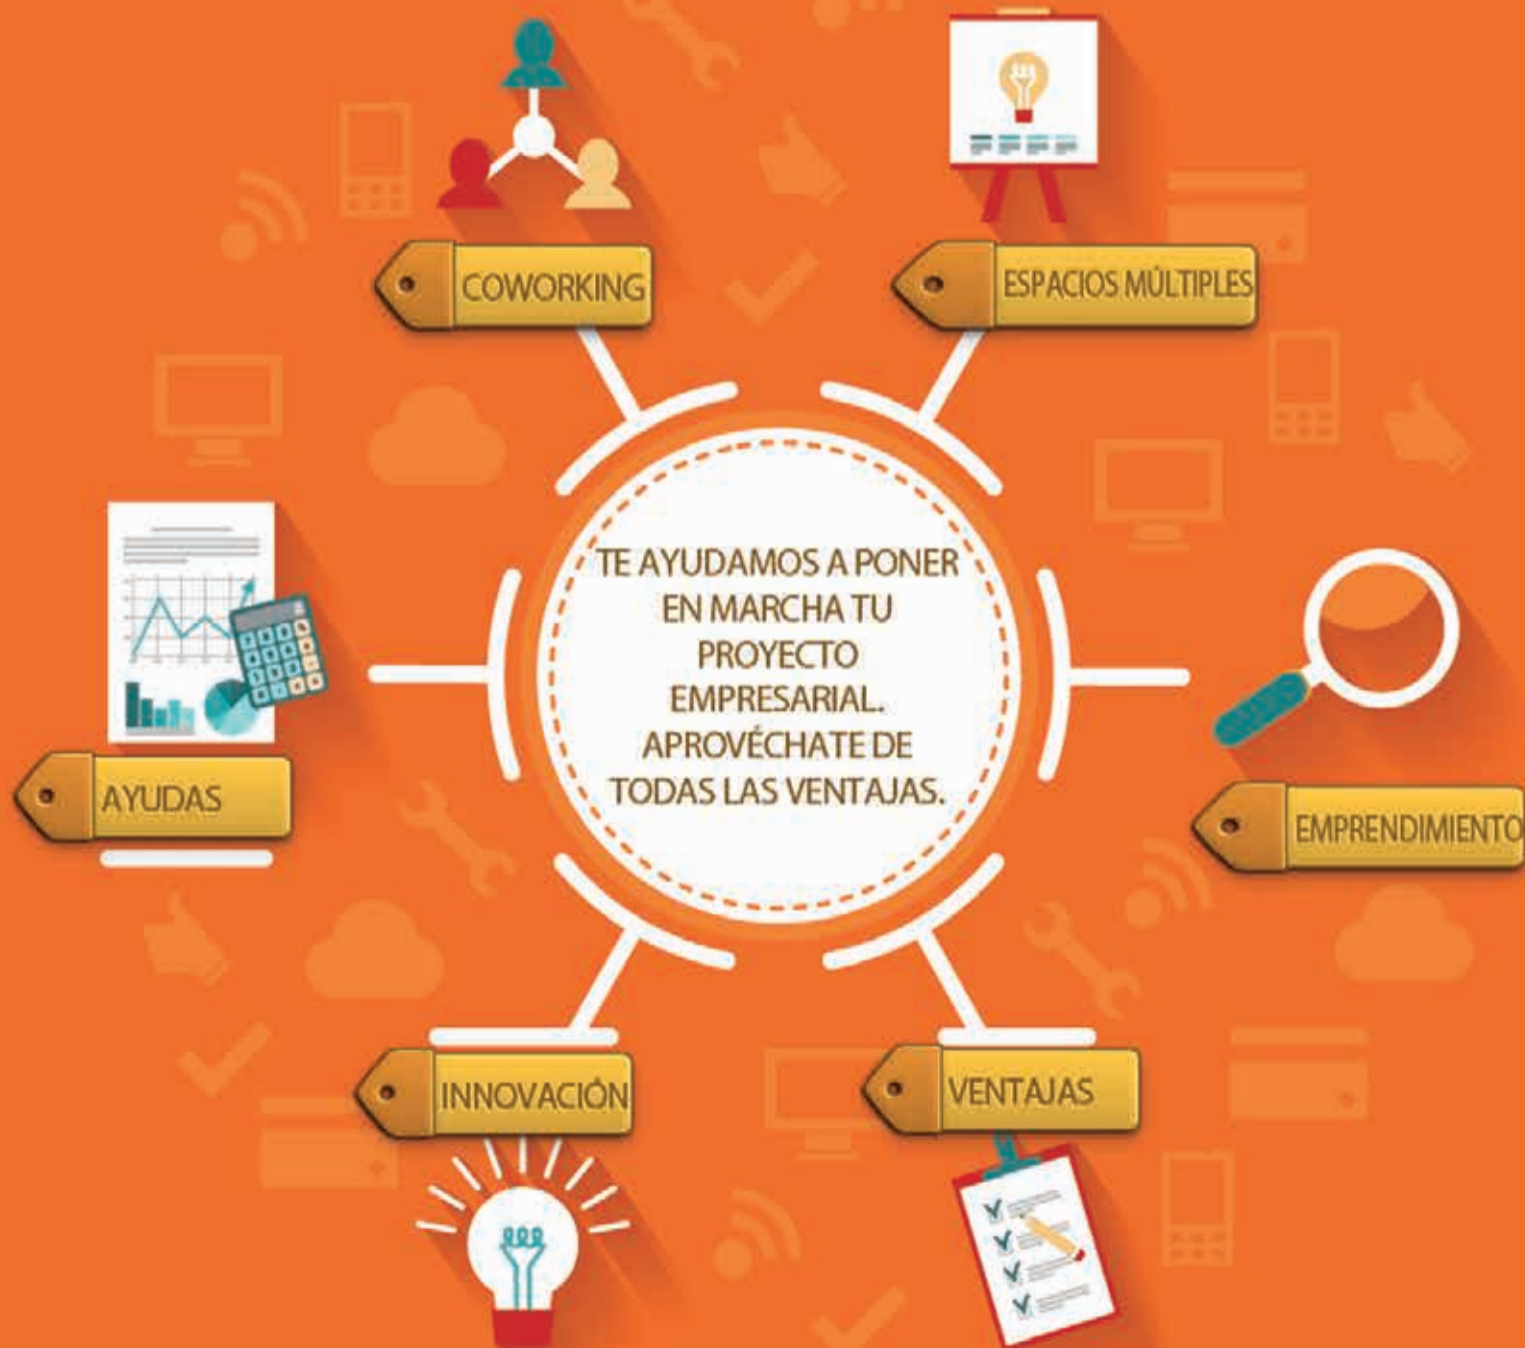 COWORKING
ESPACIOS MÚLTIPLES
TE AYUDAMOS A PONER
EN MARCHA TU
PROYECTO
EMPRESARIAL.
APROVÉCHATE DE
TODAS LAS VENTAJAS.
AYUDAS
EMPRENDIMIENTO
INNOVACIÓN
VENTAJAS